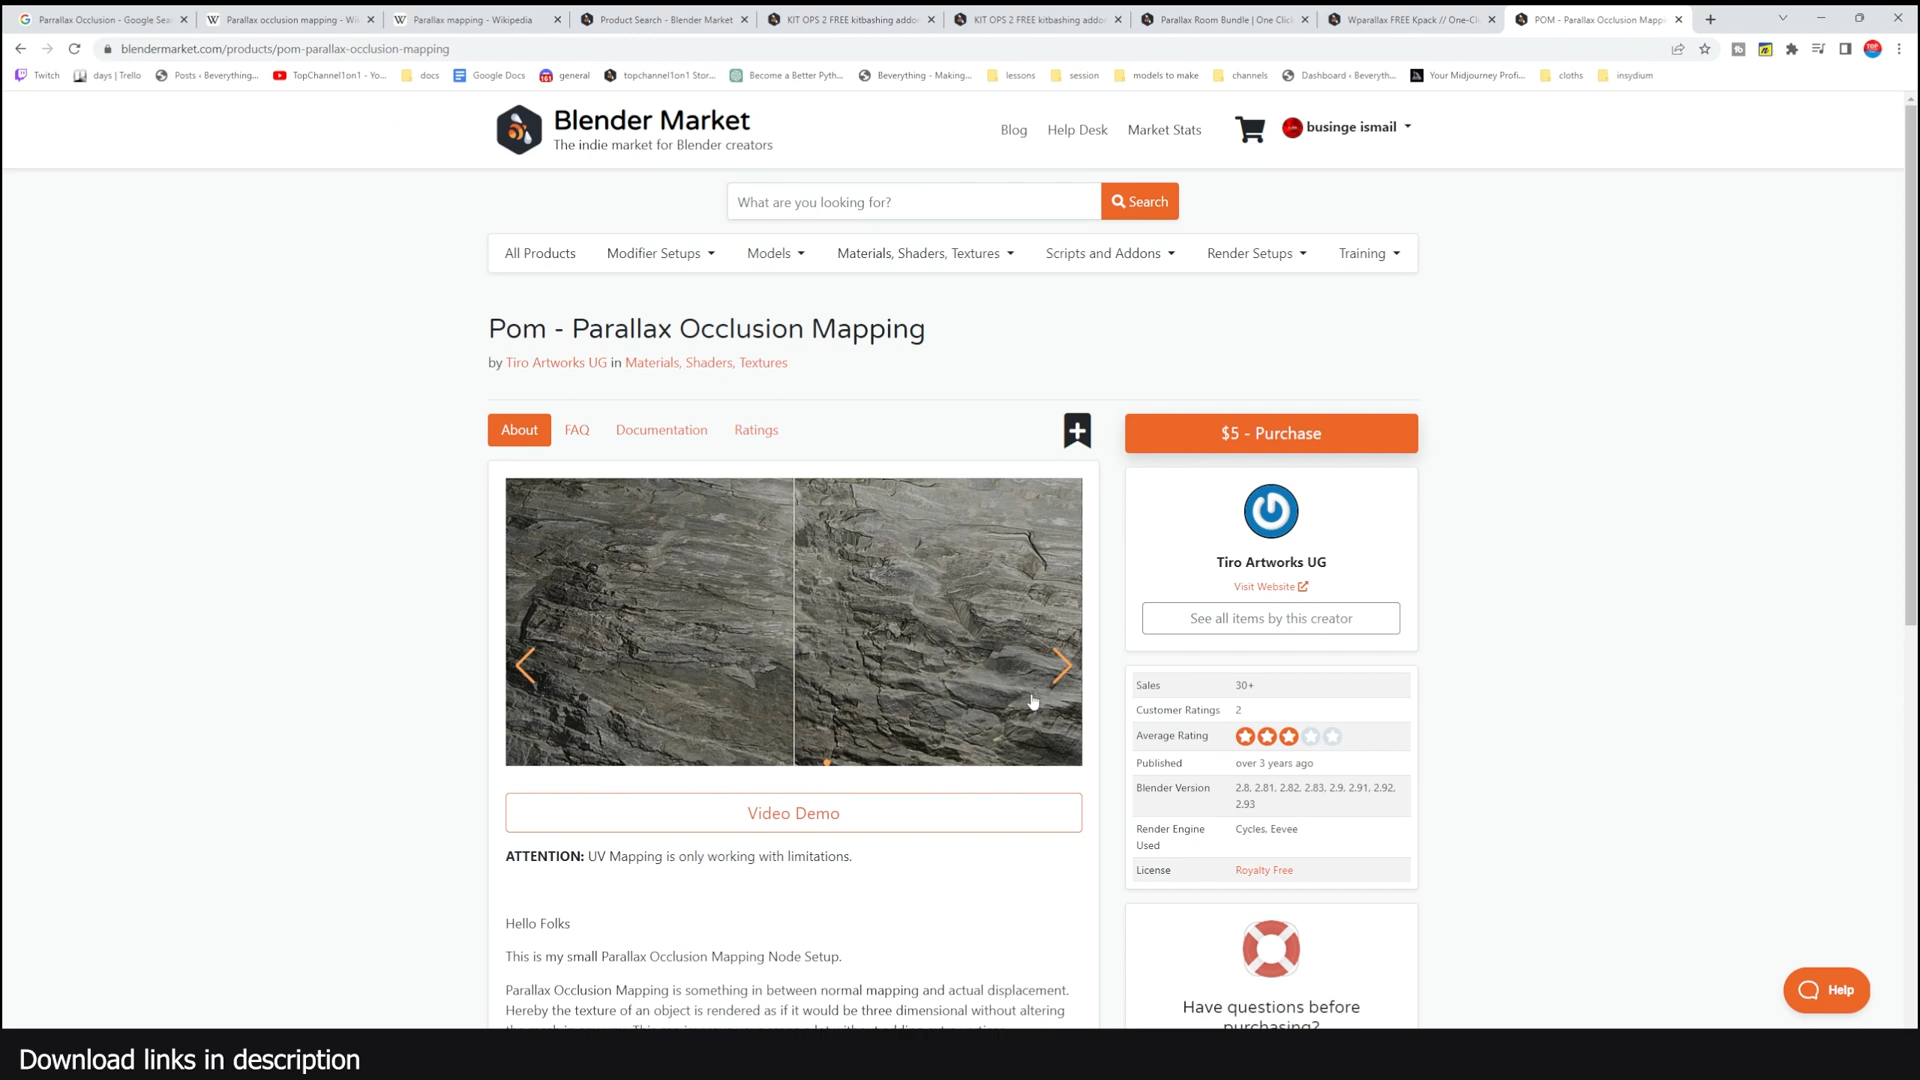 Parrallax Occlusion - Google Sea
Parallax occlusion mapping - Wi
Parallax mapping - Wikipedia
Product Search - Blender Market
KIT OPS 2 FREE kitbashing addo
KIT OPS 2 FREE kitbashing addo
Parallax Room Bundle | One Clic
Wparallax FREE Kpack // One-Cl
POM - Parallax Occlusion Mappi
blendermarket.com/products/pom-parallax-occlusion-mapping
Twitch
days | Trello
Posts ‹ Beverything...
TopChannel1on1 - Yo...
docs
Google Docs
general
topchannel1on1 Stor...
Become a Better Pyth...
Beverything - Making...
lessons
session
models to make
channels
Dashboard ‹ Beveryth...
Your Midjourney Profi...
cloths
insydium
Blender Market
The indie market for Blender creators
Blog
Help Desk
Market Stats
businge ismail
What are you looking for?
Search
All Products
Modifier Setups
Models
Materials, Shaders, Textures
Scripts and Addons
Render Setups
Training
Pom - Parallax Occlusion Mapping
by Tiro Artworks UG in Materials, Shaders, Textures
About
FAQ
Documentation
Ratings
$5 - Purchase
Tiro Artworks UG
Visit Website
See all items by this creator
Sales 30+
Customer Ratings 2
Average Rating
Published over 3 years ago
Blender Version 2.8, 2.81, 2.82, 2.83, 2.9, 2.91, 2.92,
2.93
Render Engine Cycles, Eevee
Used
License Royalty Free
Have questions before
purchasing?
Video Demo
ATTENTION: UV Mapping is only working with limitations.
Hello Folks
This is my small Parallax Occlusion Mapping Node Setup.
Parallax Occlusion Mapping is something in between normal mapping and actual displacement.
Hereby the texture of an object is rendered as if it would be three dimensional without altering
Help
Download links in description